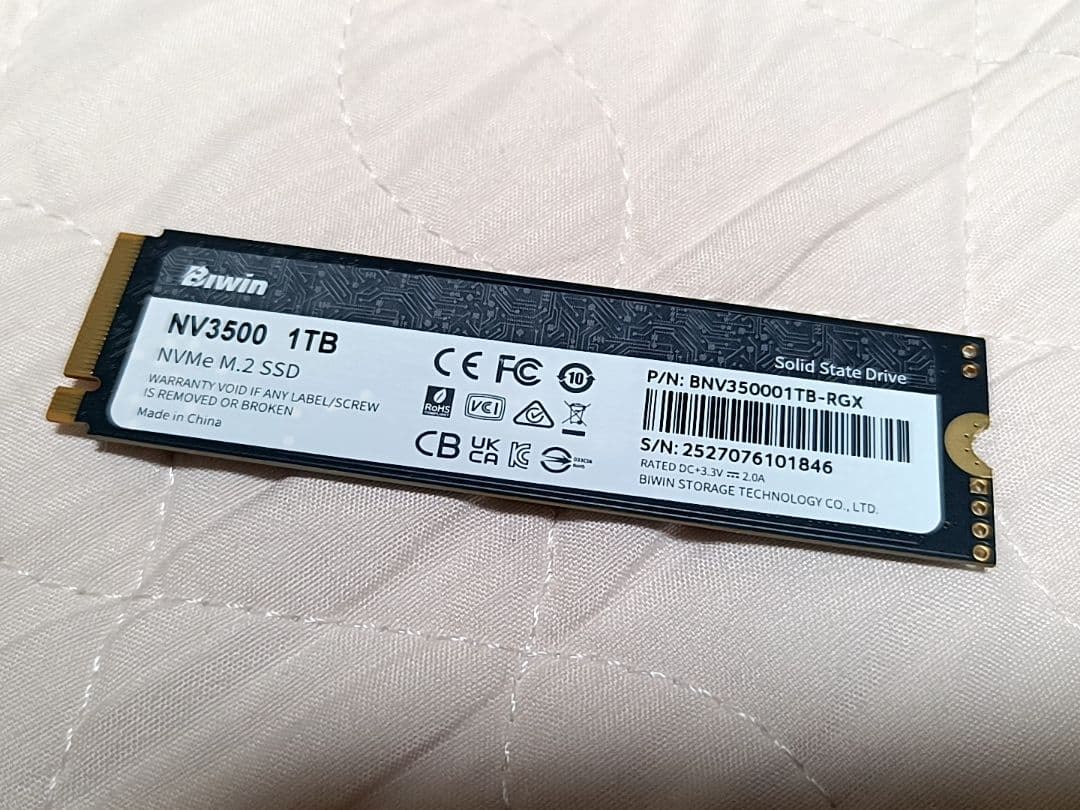 Biwin
NV3500 1TB
NVMe M.2 SSD
WARRANTY VOID IF ANY LABEL/SCREW
IS REMOVED OR BROKEN
Made in China
CE FC 10
RoHS VCI
CB UK CA
Solid State Drive
P/N: BNV350001TB-RGX
S/N: 2527076101846
RATED DC+3.3V ⎓ 2.0A
BIWIN STORAGE TECHNOLOGY CO., LTD.